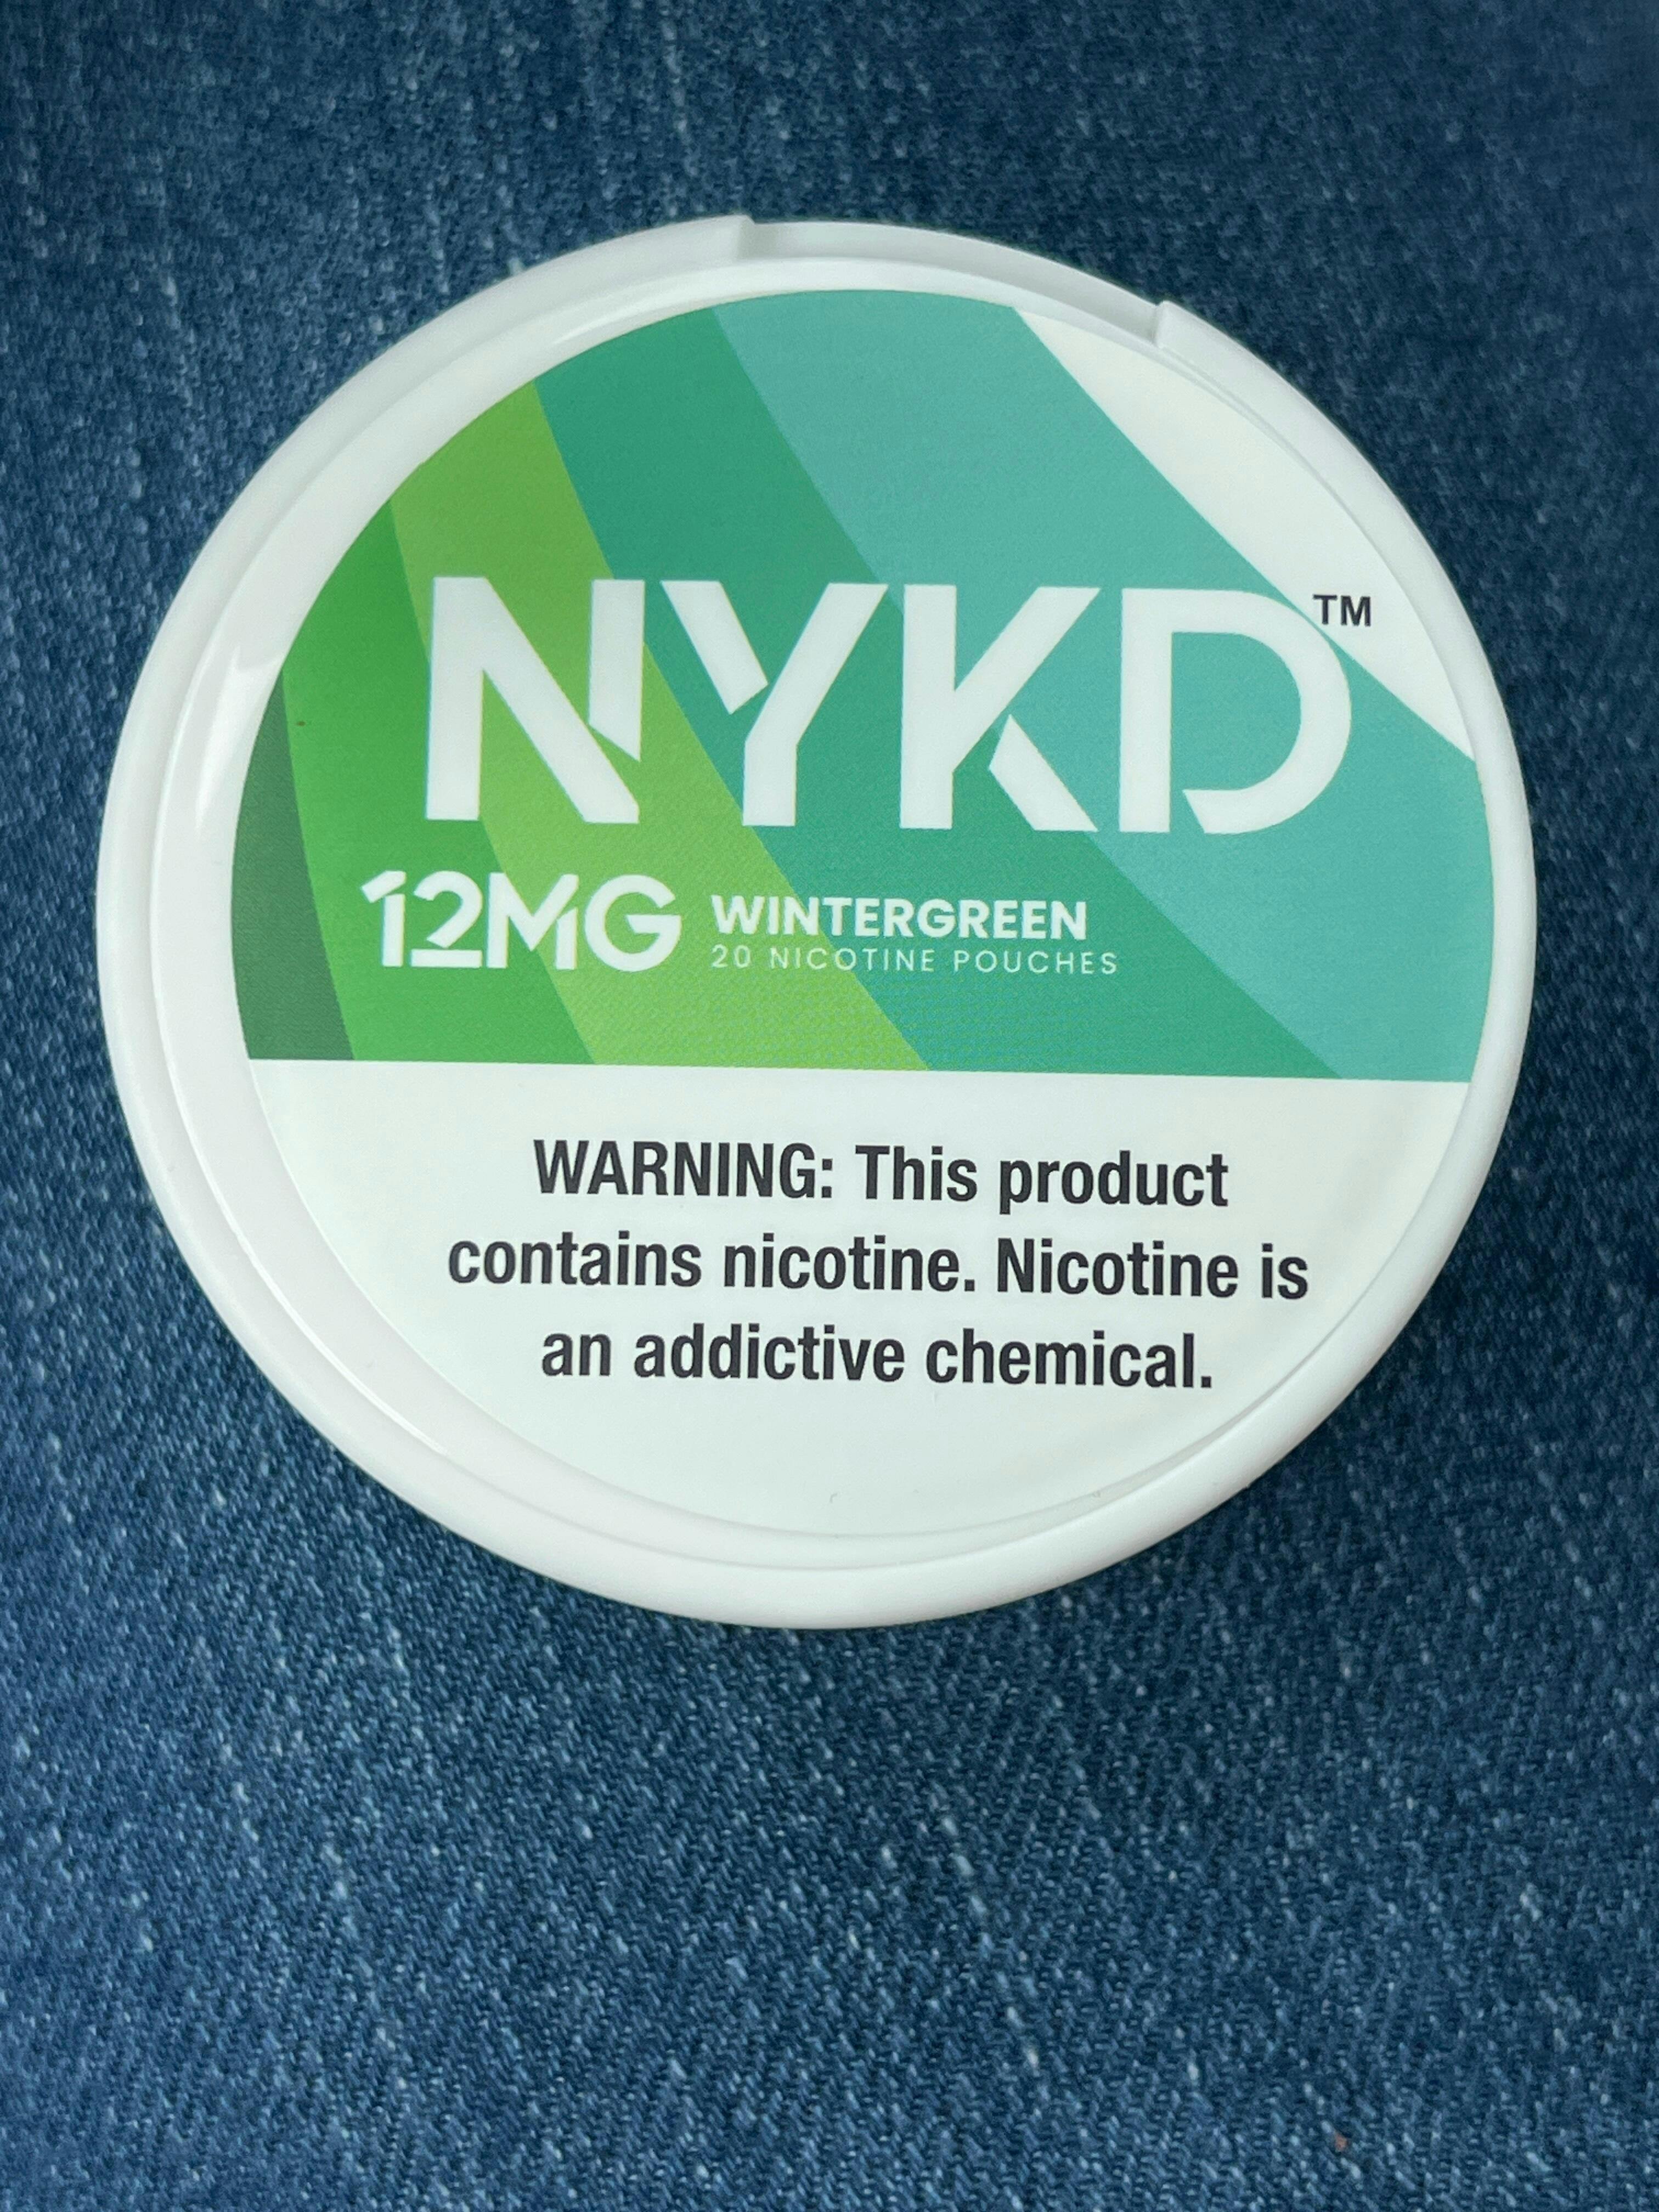 NYKD™
12MG WINTERGREEN
20 NICOTINE POUCHES
WARNING: This product
contains nicotine. Nicotine is
an addictive chemical.